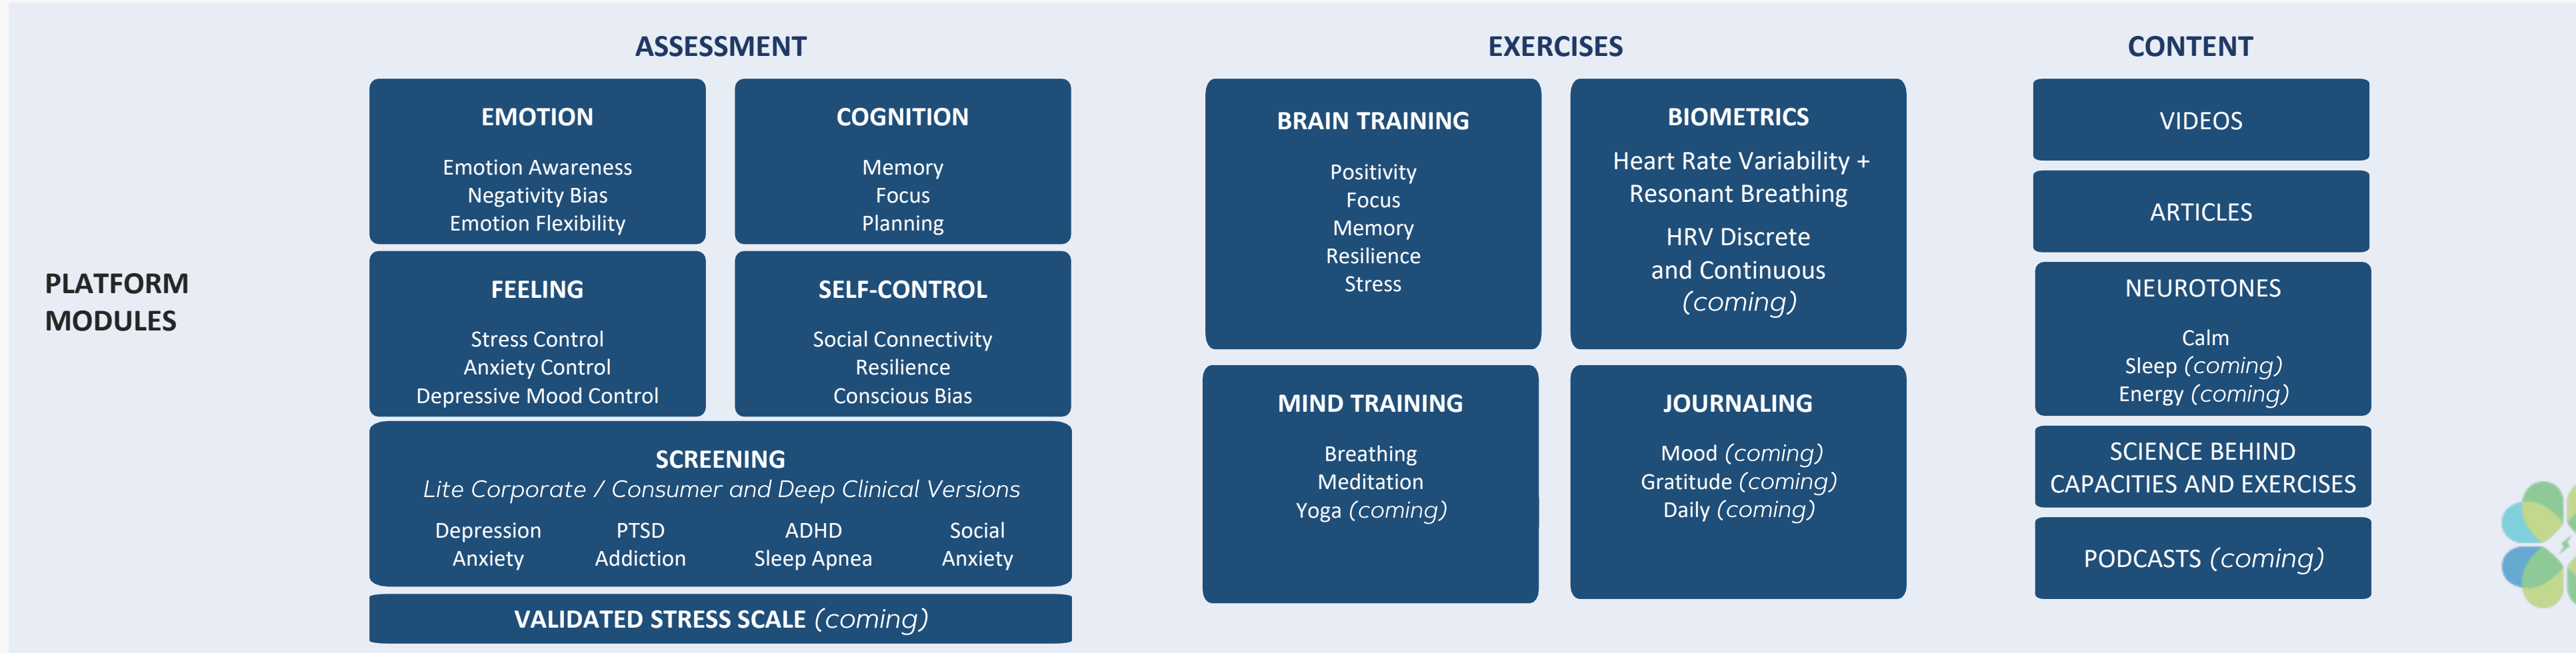 PLATFORM
MODULES
ASSESSMENT
EMOTION
Emotion Awareness
Negativity Bias
Emotion Flexibility
COGNITION
Memory
Focus
Planning
FEELING
Stress Control
Anxiety Control
Depressive Mood Control
SELF-CONTROL
Social Connectivity
Resilience
Conscious Bias
SCREENING
Lite Corporate / Consumer and Deep Clinical Versions
Depression
Anxiety
PTSD
Addiction
ADHD
Sleep Apnea
Social
Anxiety
VALIDATED STRESS SCALE (coming)
EXERCISES
BRAIN TRAINING
Positivity
Focus
Memory
Resilience
Stress
BIOMETRICS
Heart Rate Variability +
Resonant Breathing
HRV Discrete
and Continuous
(coming)
MIND TRAINING
Breathing
Meditation
Yoga (coming)
JOURNALING
Mood (coming)
Gratitude (coming)
Daily (coming)
CONTENT
VIDEOS
ARTICLES
NEUROTONES
Calm
Sleep (coming)
Energy (coming)
SCIENCE BEHIND
CAPACITIES AND EXERCISES
PODCASTS (coming)